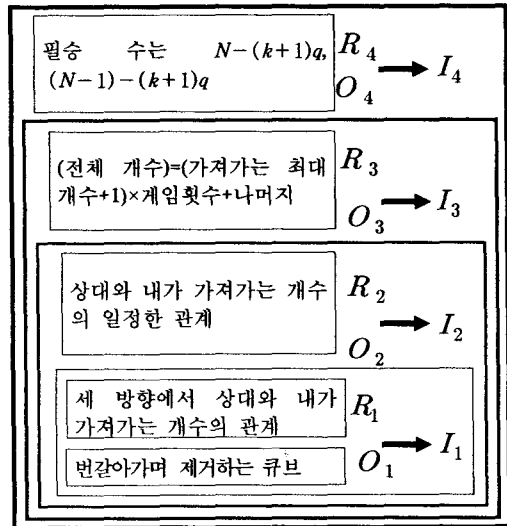 필승 수는 N-(k+1)q,
(N-1)-(k+1)q
R₄
O₄ → I₄
(전체 개수)=(가져가는 최대
개수+1)×게임횟수+나머지
R₃
O₃ → I₃
상대와 내가 가져가는 개수
의 일정한 관계
R₂
O₂ → I₂
세 방향에서 상대와 내가
가져가는 개수의 관계
R₁
번갈아가며 제거하는 큐브
O₁ → I₁